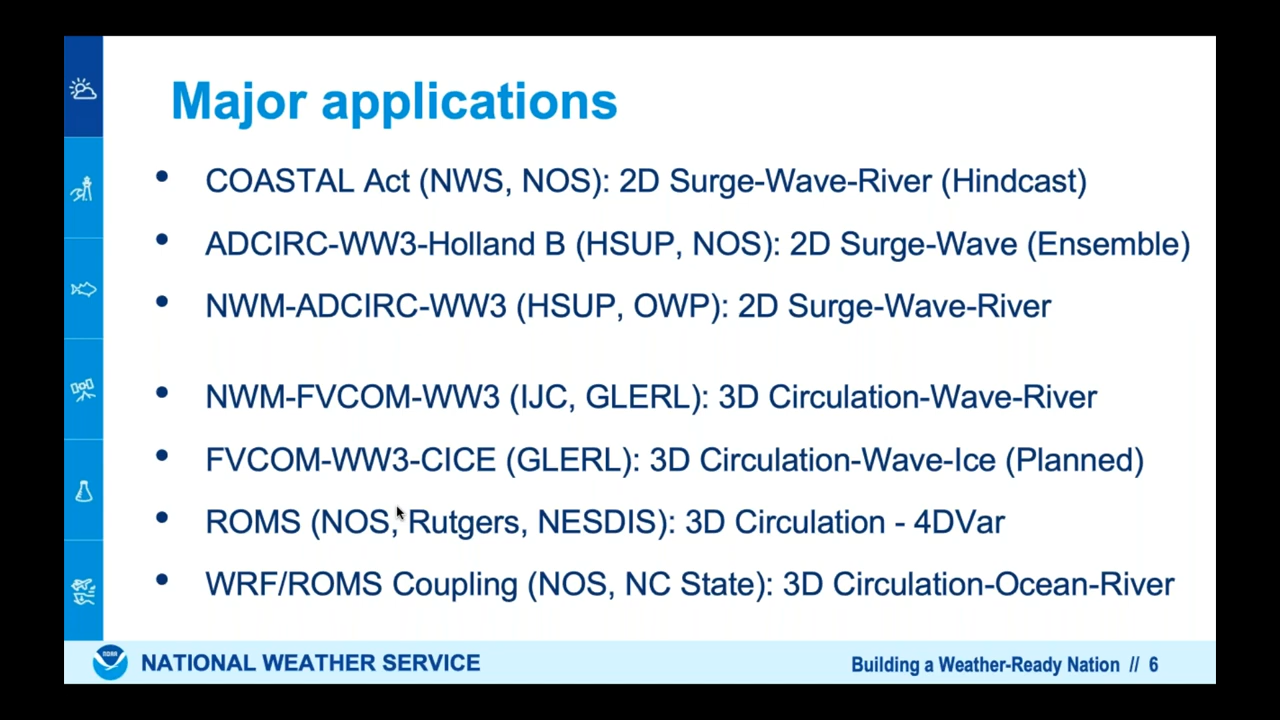 Major applications
• COASTAL Act (NWS, NOS): 2D Surge-Wave-River (Hindcast)
• ADCIRC-WW3-Holland B (HSUP, NOS): 2D Surge-Wave (Ensemble)
• NWM-ADCIRC-WW3 (HSUP, OWP): 2D Surge-Wave-River
• NWM-FVCOM-WW3 (IJC, GLERL): 3D Circulation-Wave-River
• FVCOM-WW3-CICE (GLERL): 3D Circulation-Wave-Ice (Planned)
• ROMS (NOS, Rutgers, NESDIS): 3D Circulation - 4DVar
• WRF/ROMS Coupling (NOS, NC State): 3D Circulation-Ocean-River
NOAA NATIONAL WEATHER SERVICE
Building a Weather-Ready Nation // 6